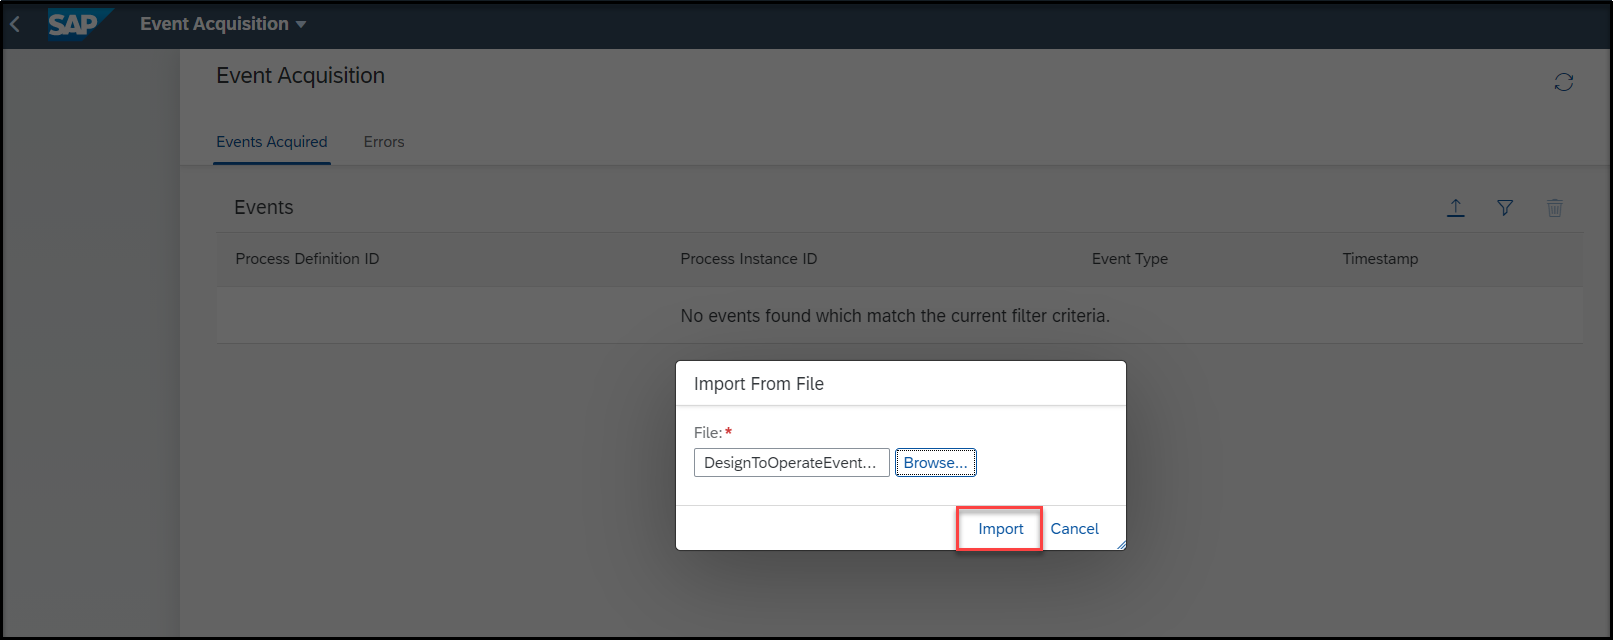 SAP Event Acquisition
Event Acquisition
Events Acquired Errors
Events
Process Definition ID Process Instance ID Event Type Timestamp
No events found which match the current filter criteria.
Import From File
File:*
DesignToOperateEvent... Browse...
Import Cancel